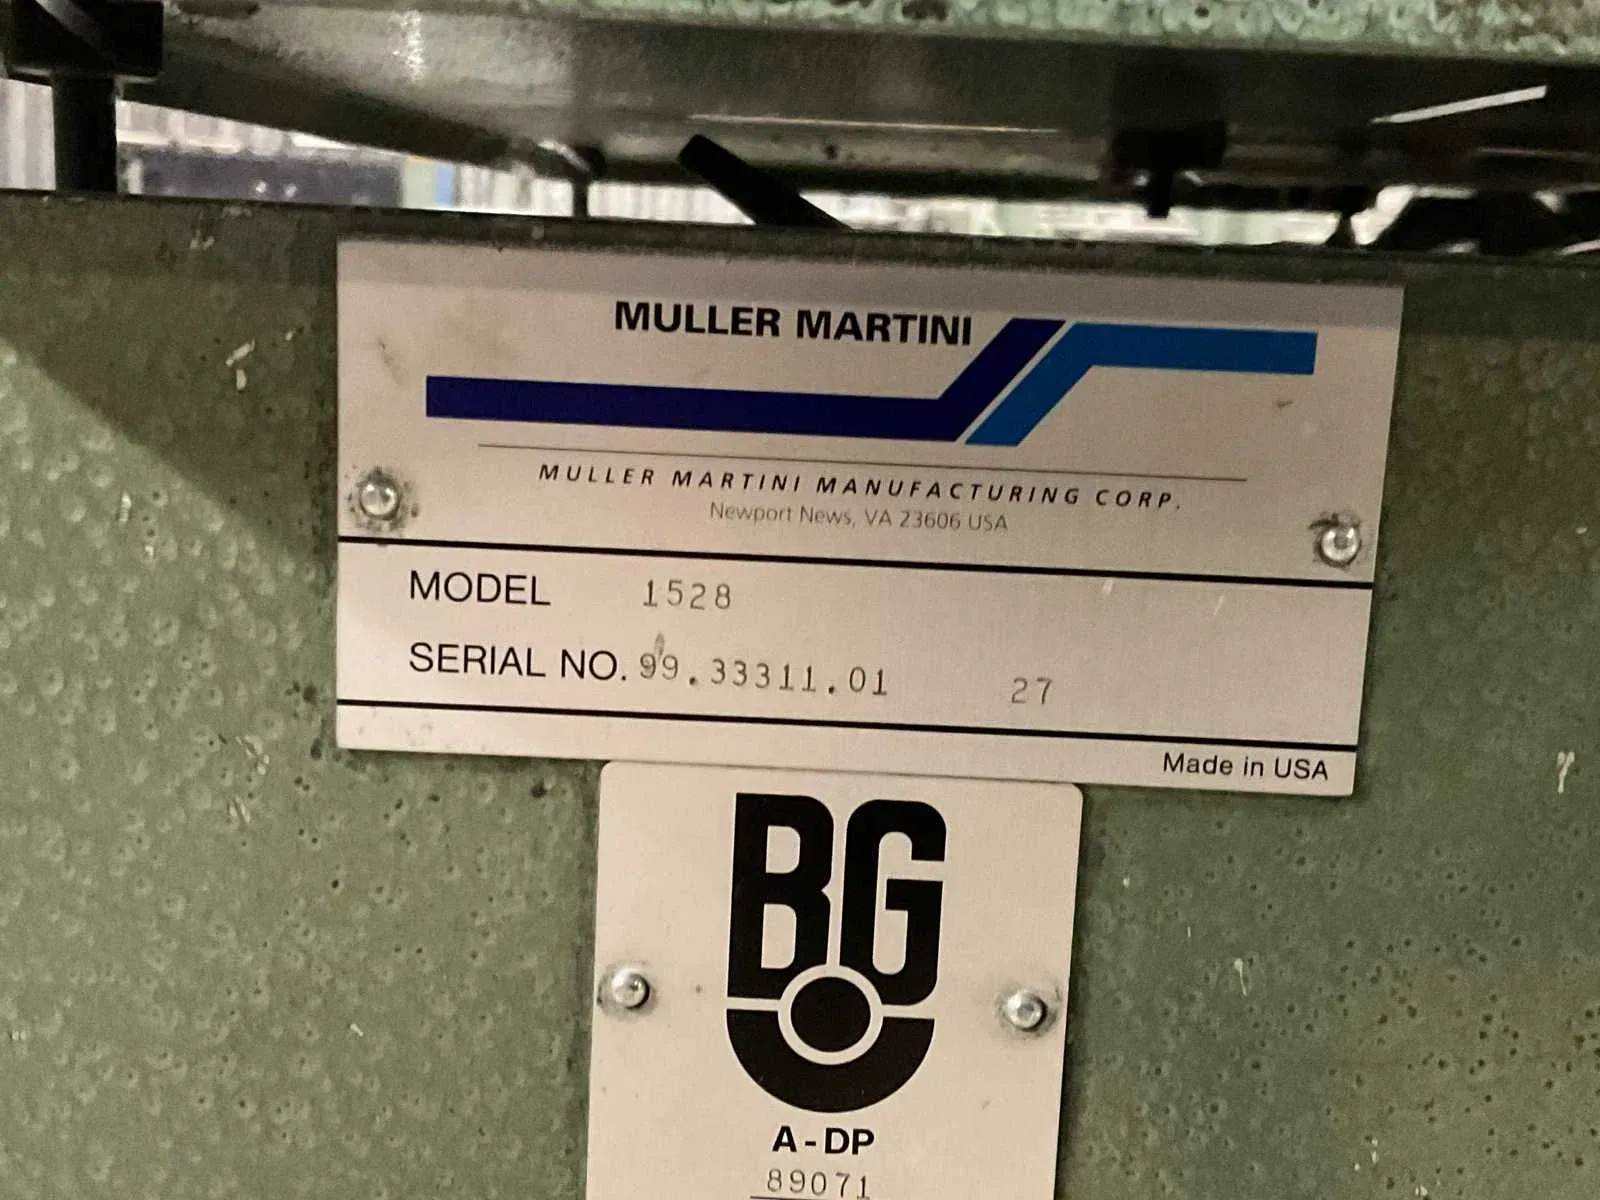 MULLER MARTINI
MULLER MARTINI MANUFACTURING CORP.
Newport News, VA 23606 USA
MODEL 1528
SERIAL NO. 99.33311.01 27
Made in USA
BG
A-DP
89071